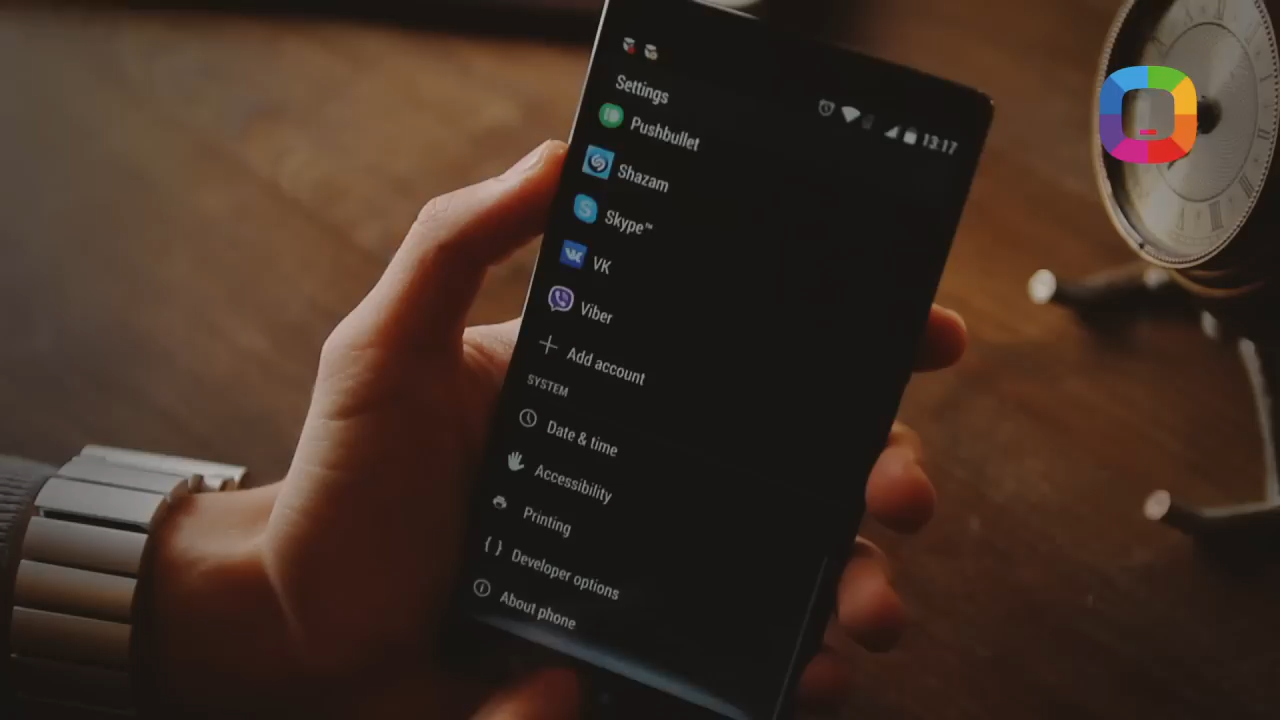 13:17
Settings
Pushbullet
Shazam
Skype™
VK
Viber
Add account
SYSTEM
Date & time
Accessibility
Printing
Developer options
About phone